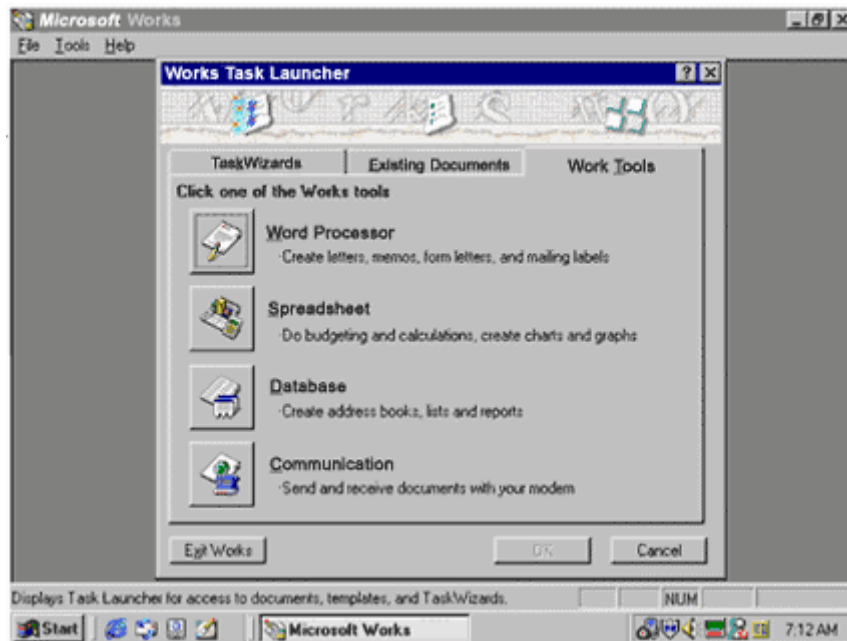 Microsoft Works
File Tools Help
Works Task Launcher
TaskWizards Existing Documents Work Tools
Click one of the Works tools
Word Processor
·Create letters, memos, form letters, and mailing labels
Spreadsheet
·Do budgeting and calculations, create charts and graphs
Database
·Create address books, lists and reports
Communication
·Send and receive documents with your modem
Exit Works OK Cancel
Displays Task Launcher for access to documents, templates, and TaskWizards. NUM
Start Microsoft Works 7:12 AM